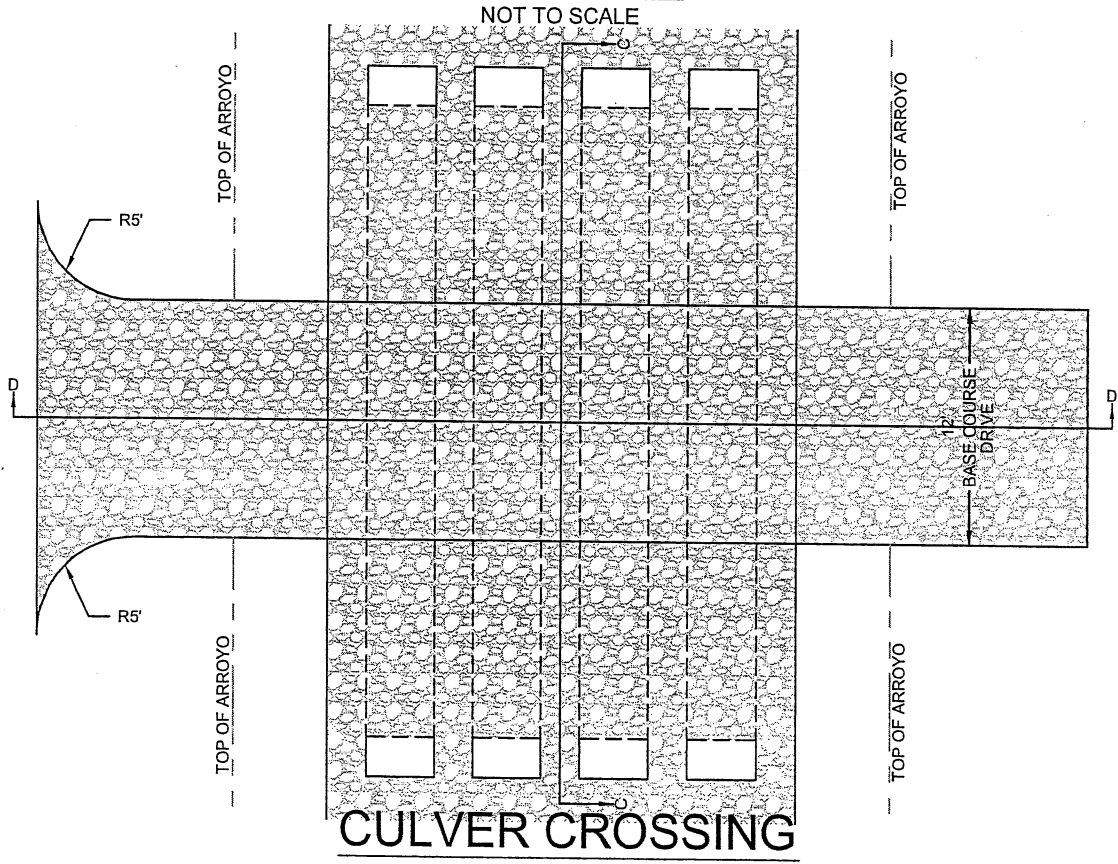 NOT TO SCALE
C
TOP OF ARROYO
TOP OF ARROYO
R5'
D
D
12'
BASE COURSE
DRIVE
R5'
TOP OF ARROYO
TOP OF ARROYO
C
CULVER CROSSING